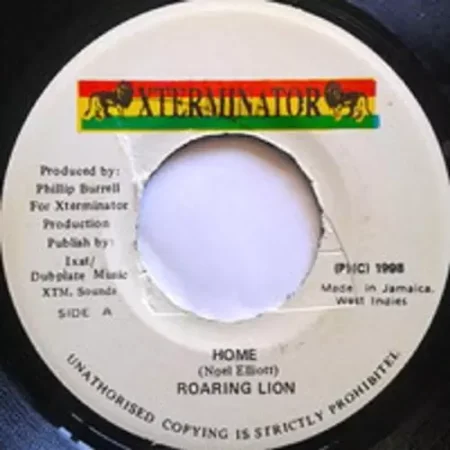 XTERMINATOR
Produced by:
Phillip Burrell
For Xterminator
Production
Publish by:
Ixat/
Dubplate Music
XTM. Sounds
SIDE A
(P)(C) 1998
Made in Jamaica,
West Indies
HOME
(Noel Elliott)
ROARING LION
UNATHORISED COPYING IS STRICTLY PROHIBITEL